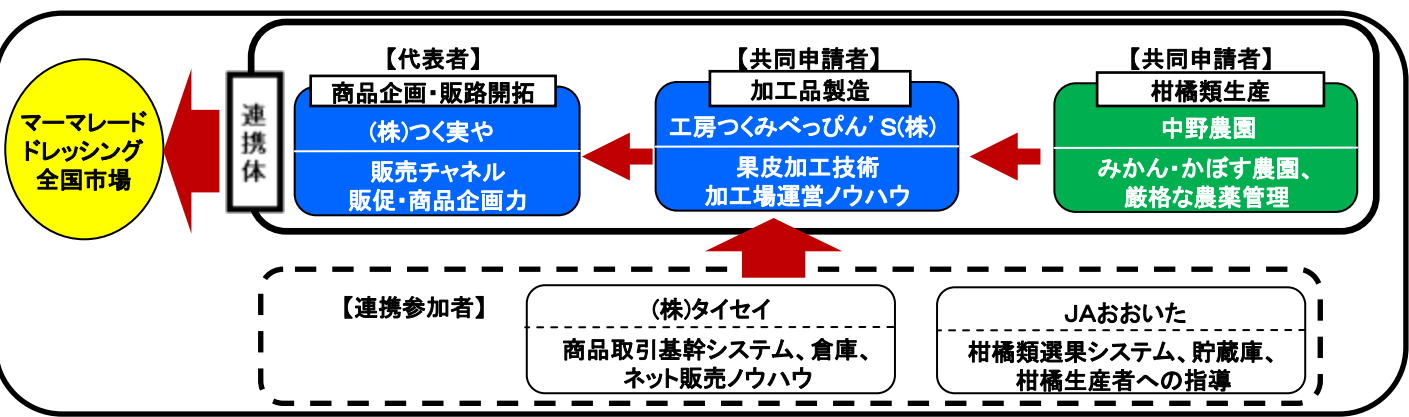 マーマレード
ドレッシング
全国市場
連携体
【代表者】
商品企画・販路開拓
(株)つく実や
販売チャネル
販促・商品企画力
【共同申請者】
加工品製造
工房つくみべっぴん’S(株)
果皮加工技術
加工場運営ノウハウ
【共同申請者】
柑橘類生産
中野農園
みかん・かぼす農園、
厳格な農薬管理
【連携参加者】
(株)タイセイ
商品取引基幹システム、倉庫、
ネット販売ノウハウ
JAおおいた
柑橘類選果システム、貯蔵庫、
柑橘生産者への指導